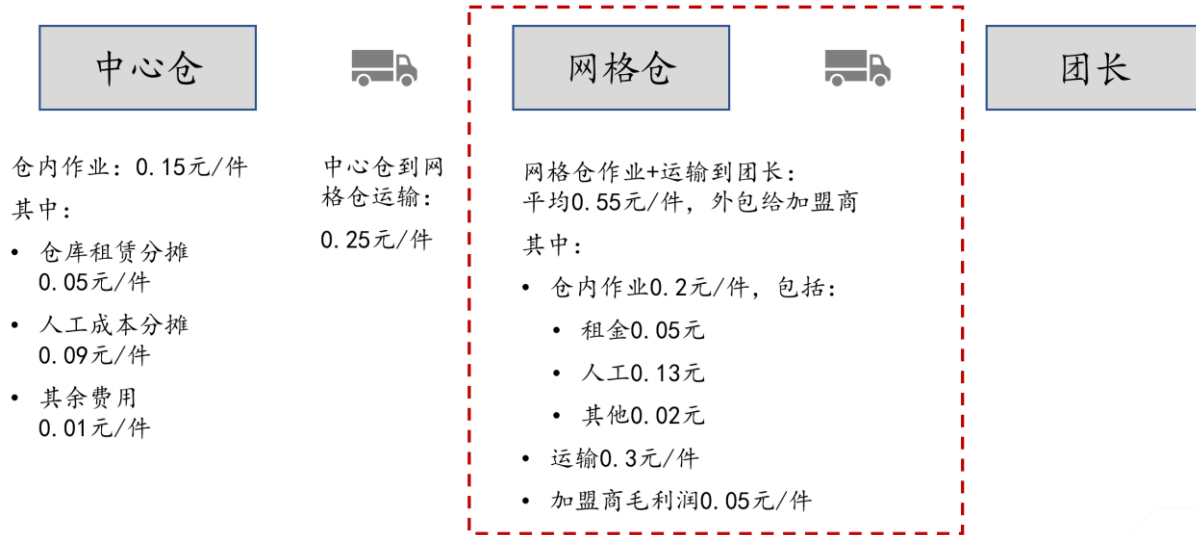 中心仓
网格仓
团长
仓内作业：0.15元/件
其中：
• 仓库租赁分摊
0.05元/件
• 人工成本分摊
0.09元/件
• 其余费用
0.01元/件
中心仓到网
格仓运输：
0.25元/件
网格仓作业+运输到团长：
平均0.55元/件，外包给加盟商
其中：
• 仓内作业0.2元/件，包括：
• 租金0.05元
• 人工0.13元
• 其他0.02元
• 运输0.3元/件
• 加盟商毛利润0.05元/件